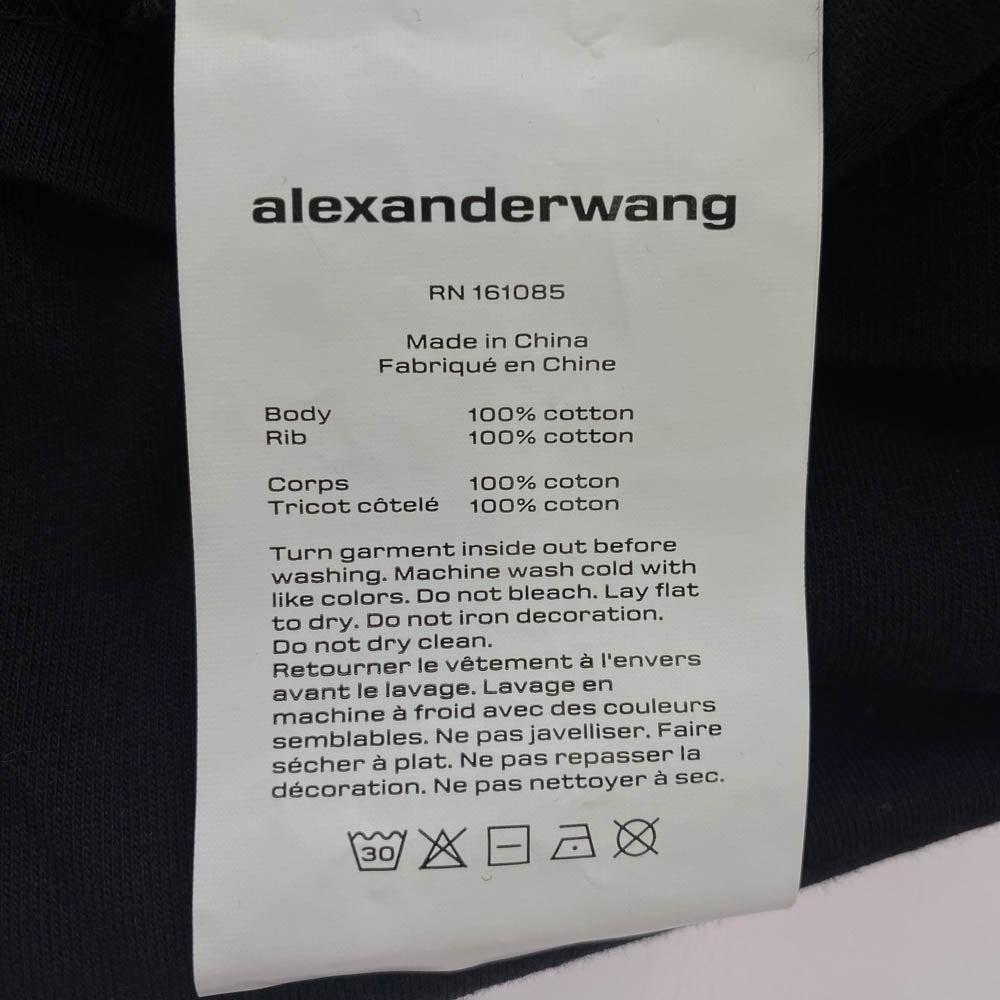 alexanderwang
RN 161085
Made in China
Fabriqué en Chine
Body 100% cotton
Rib 100% cotton
Corps 100% coton
Tricot côtelé 100% coton
Turn garment inside out before
washing. Machine wash cold with
like colors. Do not bleach. Lay flat
to dry. Do not iron decoration.
Do not dry clean.
Retourner le vêtement à l'envers
avant le lavage. Lavage en
machine à froid avec des couleurs
semblables. Ne pas javelliser. Faire
sécher à plat. Ne pas repasser la
décoration. Ne pas nettoyer à sec.
30